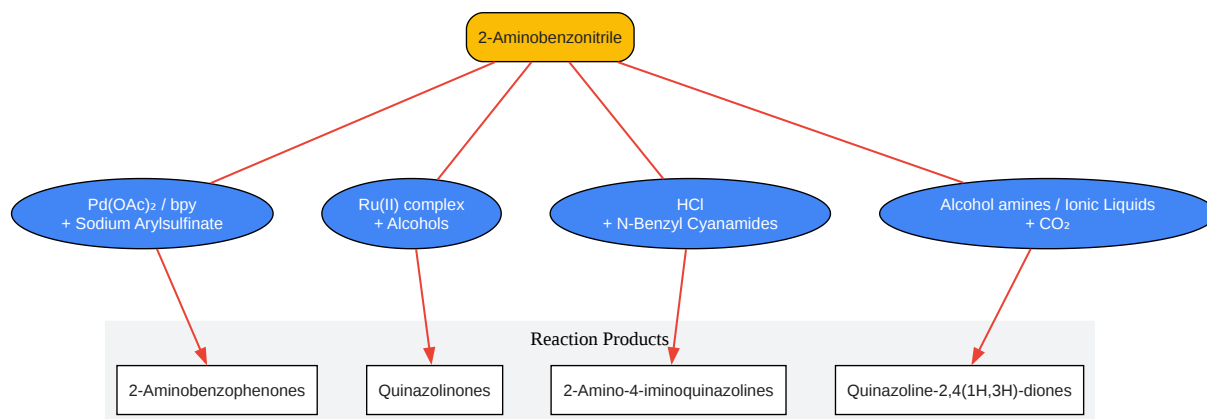 2-Aminobenzonitrile
Pd(OAc)₂ / bpy
+ Sodium Arylsulfinate
Ru(II) complex
+ Alcohols
HCl
+ N-Benzyl Cyanamides
Alcohol amines / Ionic Liquids
+ CO₂
Reaction Products
2-Aminobenzophenones
Quinazolinones
2-Amino-4-iminoquinazolines
Quinazoline-2,4(1H,3H)-diones